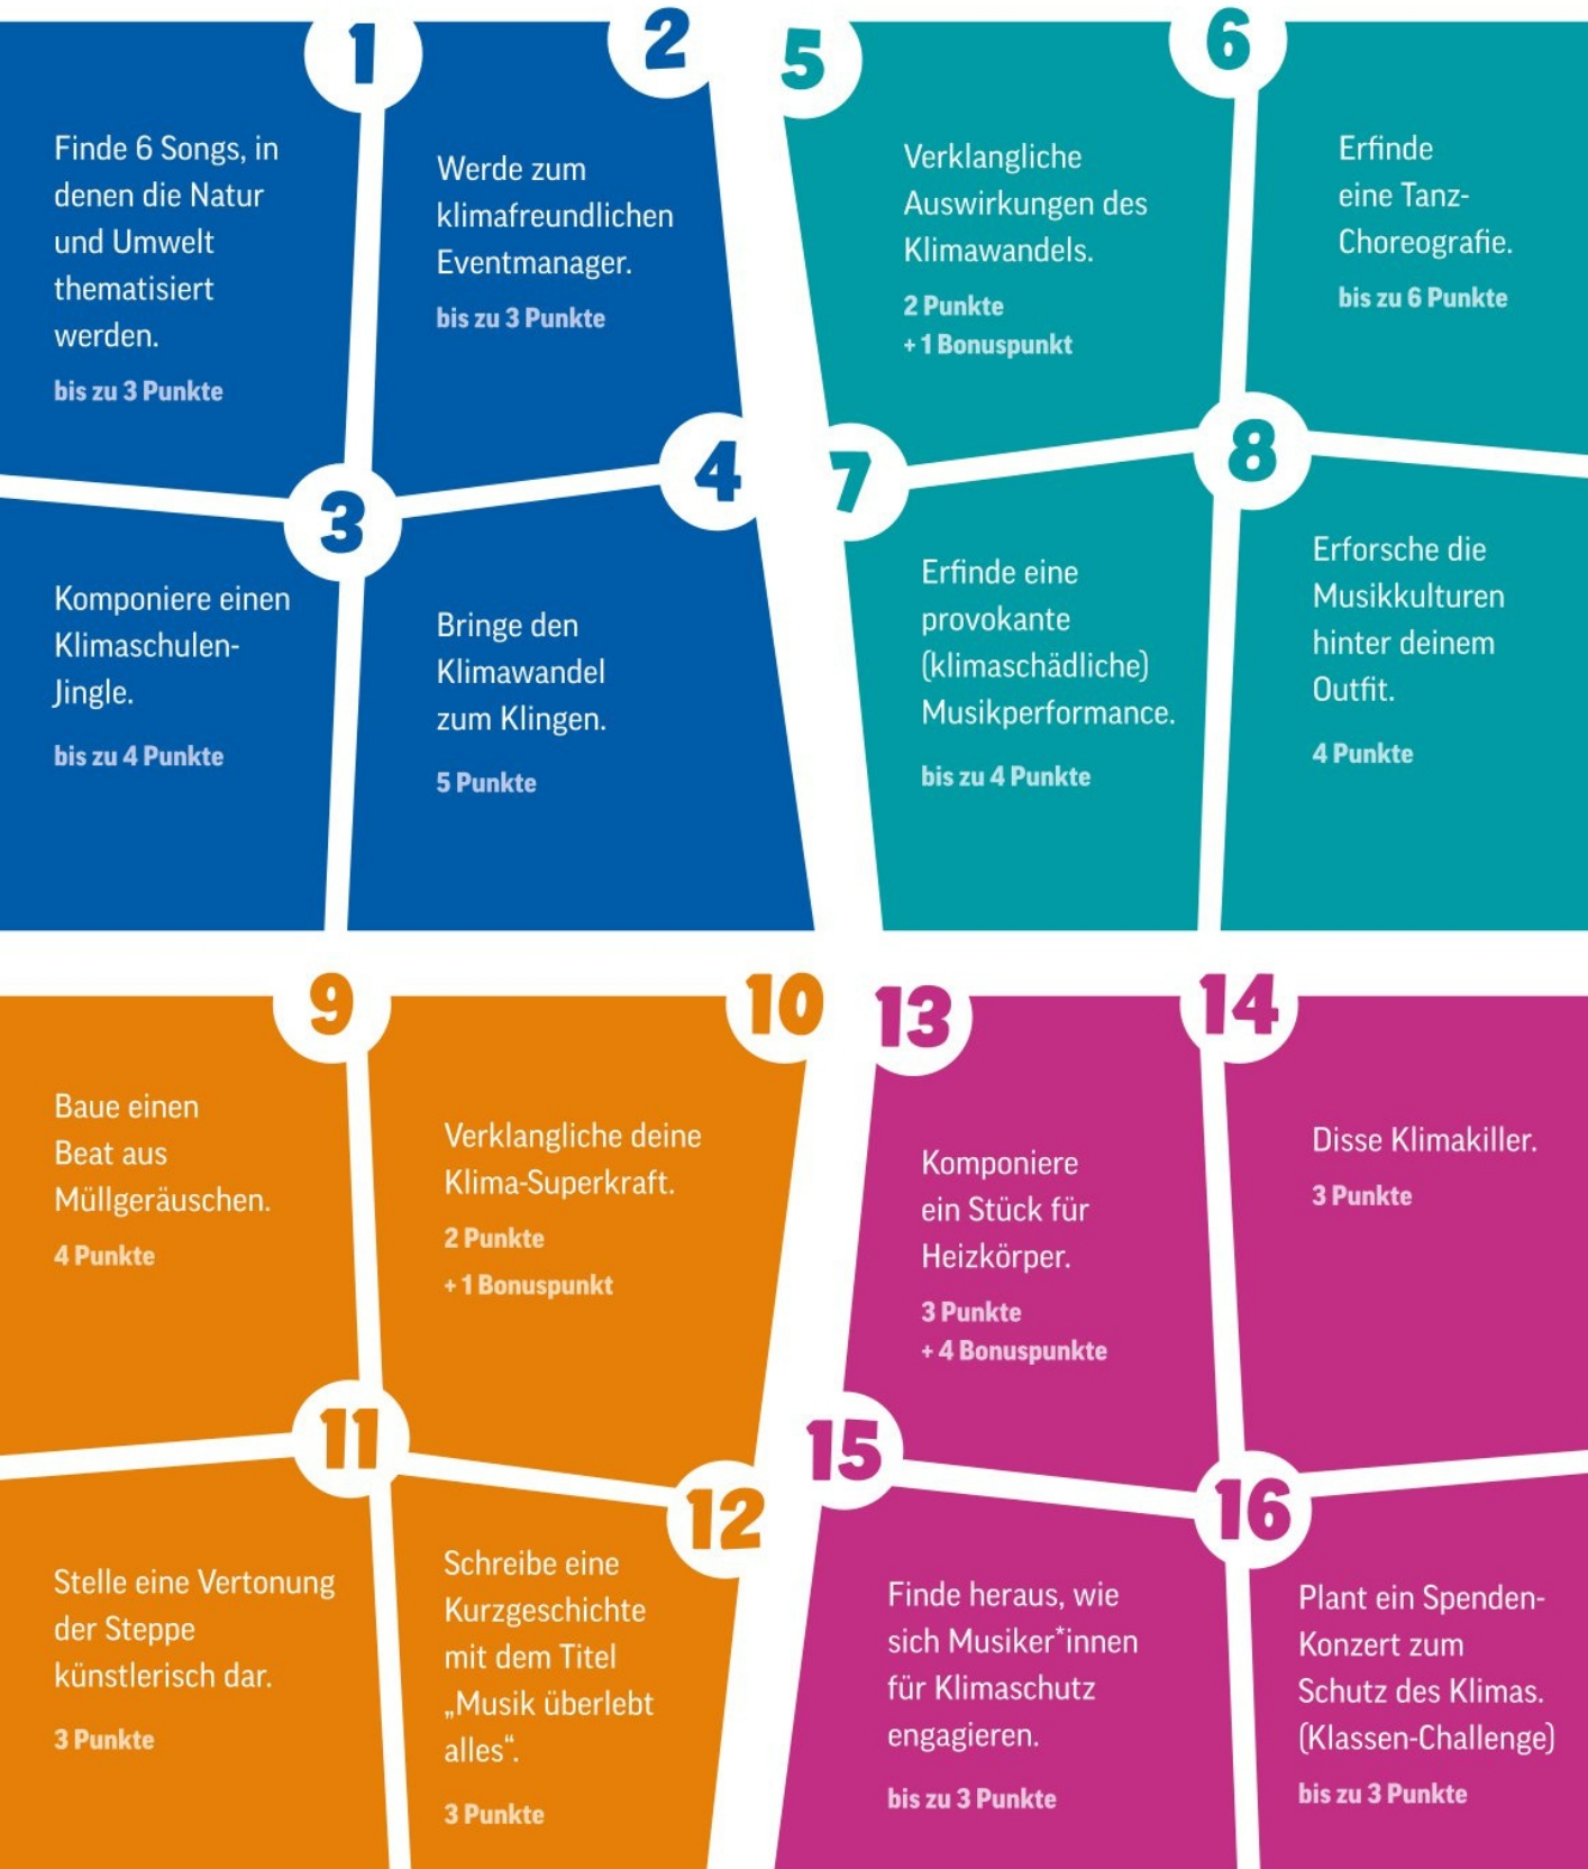 1
Finde 6 Songs, in
denen die Natur
und Umwelt
thematisiert
werden.
bis zu 3 Punkte
2
Werde zum
klimafreundlichen
Eventmanager.
bis zu 3 Punkte
3
Komponiere einen
Klimaschulen-
Jingle.
bis zu 4 Punkte
4
Bringe den
Klimawandel
zum Klingen.
5 Punkte
5
Verklangliche
Auswirkungen des
Klimawandels.
2 Punkte
+ 1 Bonuspunkt
6
Erfinde
eine Tanz-
Choreografie.
bis zu 6 Punkte
7
Erfinde eine
provokante
(klimaschädliche)
Musikperformance.
bis zu 4 Punkte
8
Erforsche die
Musikkulturen
hinter deinem
Outfit.
4 Punkte
9
Baue einen
Beat aus
Müllgeräuschen.
4 Punkte
10
Verklangliche deine
Klima-Superkraft.
2 Punkte
+ 1 Bonuspunkt
11
Stelle eine Vertonung
der Steppe
künstlerisch dar.
3 Punkte
12
Schreibe eine
Kurzgeschichte
mit dem Titel
„Musik überlebt
alles“.
3 Punkte
13
Komponiere
ein Stück für
Heizkörper.
3 Punkte
+ 4 Bonuspunkte
14
Disse Klimakiller.
3 Punkte
15
Finde heraus, wie
sich Musiker*innen
für Klimaschutz
engagieren.
bis zu 3 Punkte
16
Plant ein Spenden-
Konzert zum
Schutz des Klimas.
(Klassen-Challenge)
bis zu 3 Punkte